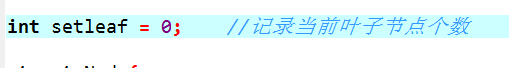 int setleaf = 0;    //记录当前叶子节点个数